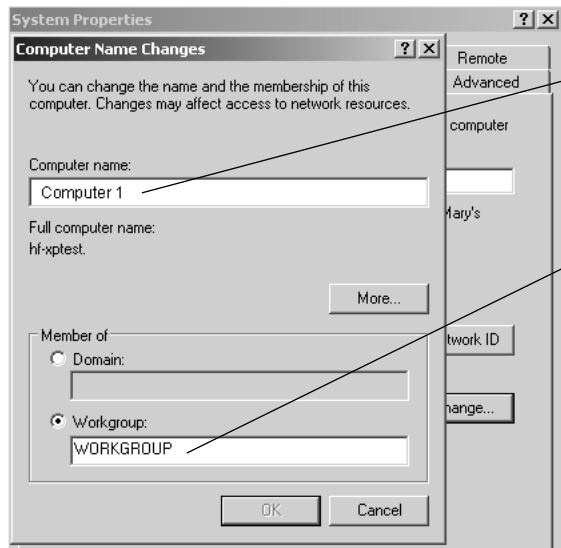 System Properties
Computer Name Changes
Remote
Advanced
You can change the name and the membership of this
computer. Changes may affect access to network resources.
computer
Computer name:
Computer 1
Mary's
Full computer name:
hf-xptest.
More...
Member of
Domain:
twork ID
Workgroup:
hange...
WORKGROUP
OK
Cancel